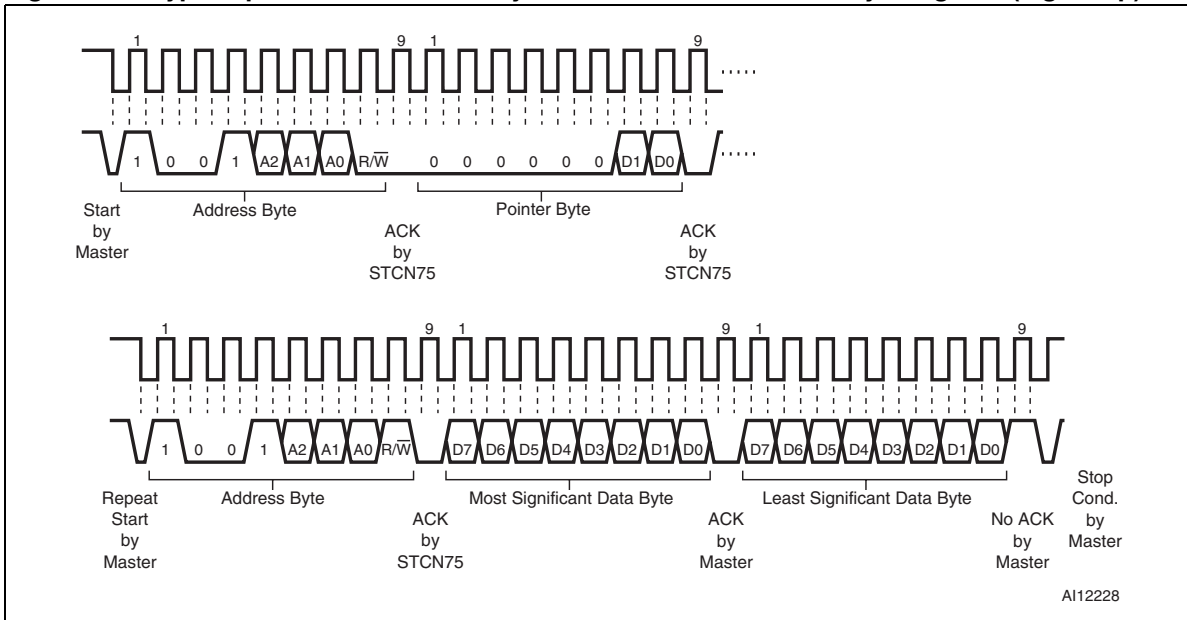 1 9 1 9
1 0 0 1 A2 A1 A0 R/W 0 0 0 0 0 0 D1 D0
Address Byte Pointer Byte
Start
by
Master
ACK
by
STCN75
ACK
by
STCN75
1 9 1 9 1 9
1 0 0 1 A2 A1 A0 R/W D7 D6 D5 D4 D3 D2 D1 D0 D7 D6 D5 D4 D3 D2 D1 D0
Address Byte Most Significant Data Byte Least Significant Data Byte
Repeat
Start
by
Master
ACK
by
STCN75
ACK
by
Master
No ACK
by
Master
Stop
Cond.
by
Master
AI12228